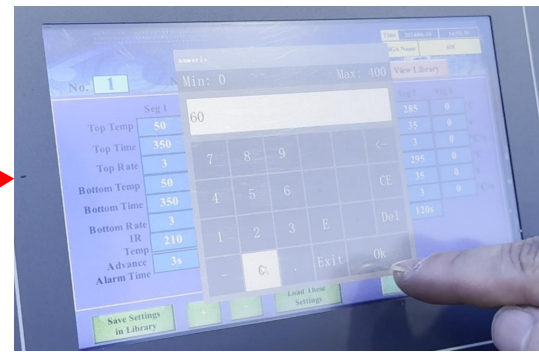 Time
Name
No. 1
Min: 0 Max: 400
View Library
60
Seg 1
Top Temp 50
285 0
Top Time 350
35 0
Top Rate 3
3 0
Bottom Temp 50
295 0
Bottom Time 350
35 0
Bottom Rate 3
3 0
IR Temp 210
120s
Advance Alarm Time 3s
7 8 9 <-
4 5 6 CE
1 2 3 E Del
- . Exit Ok
Save Settings
in Library
+ -
Load These
Settings